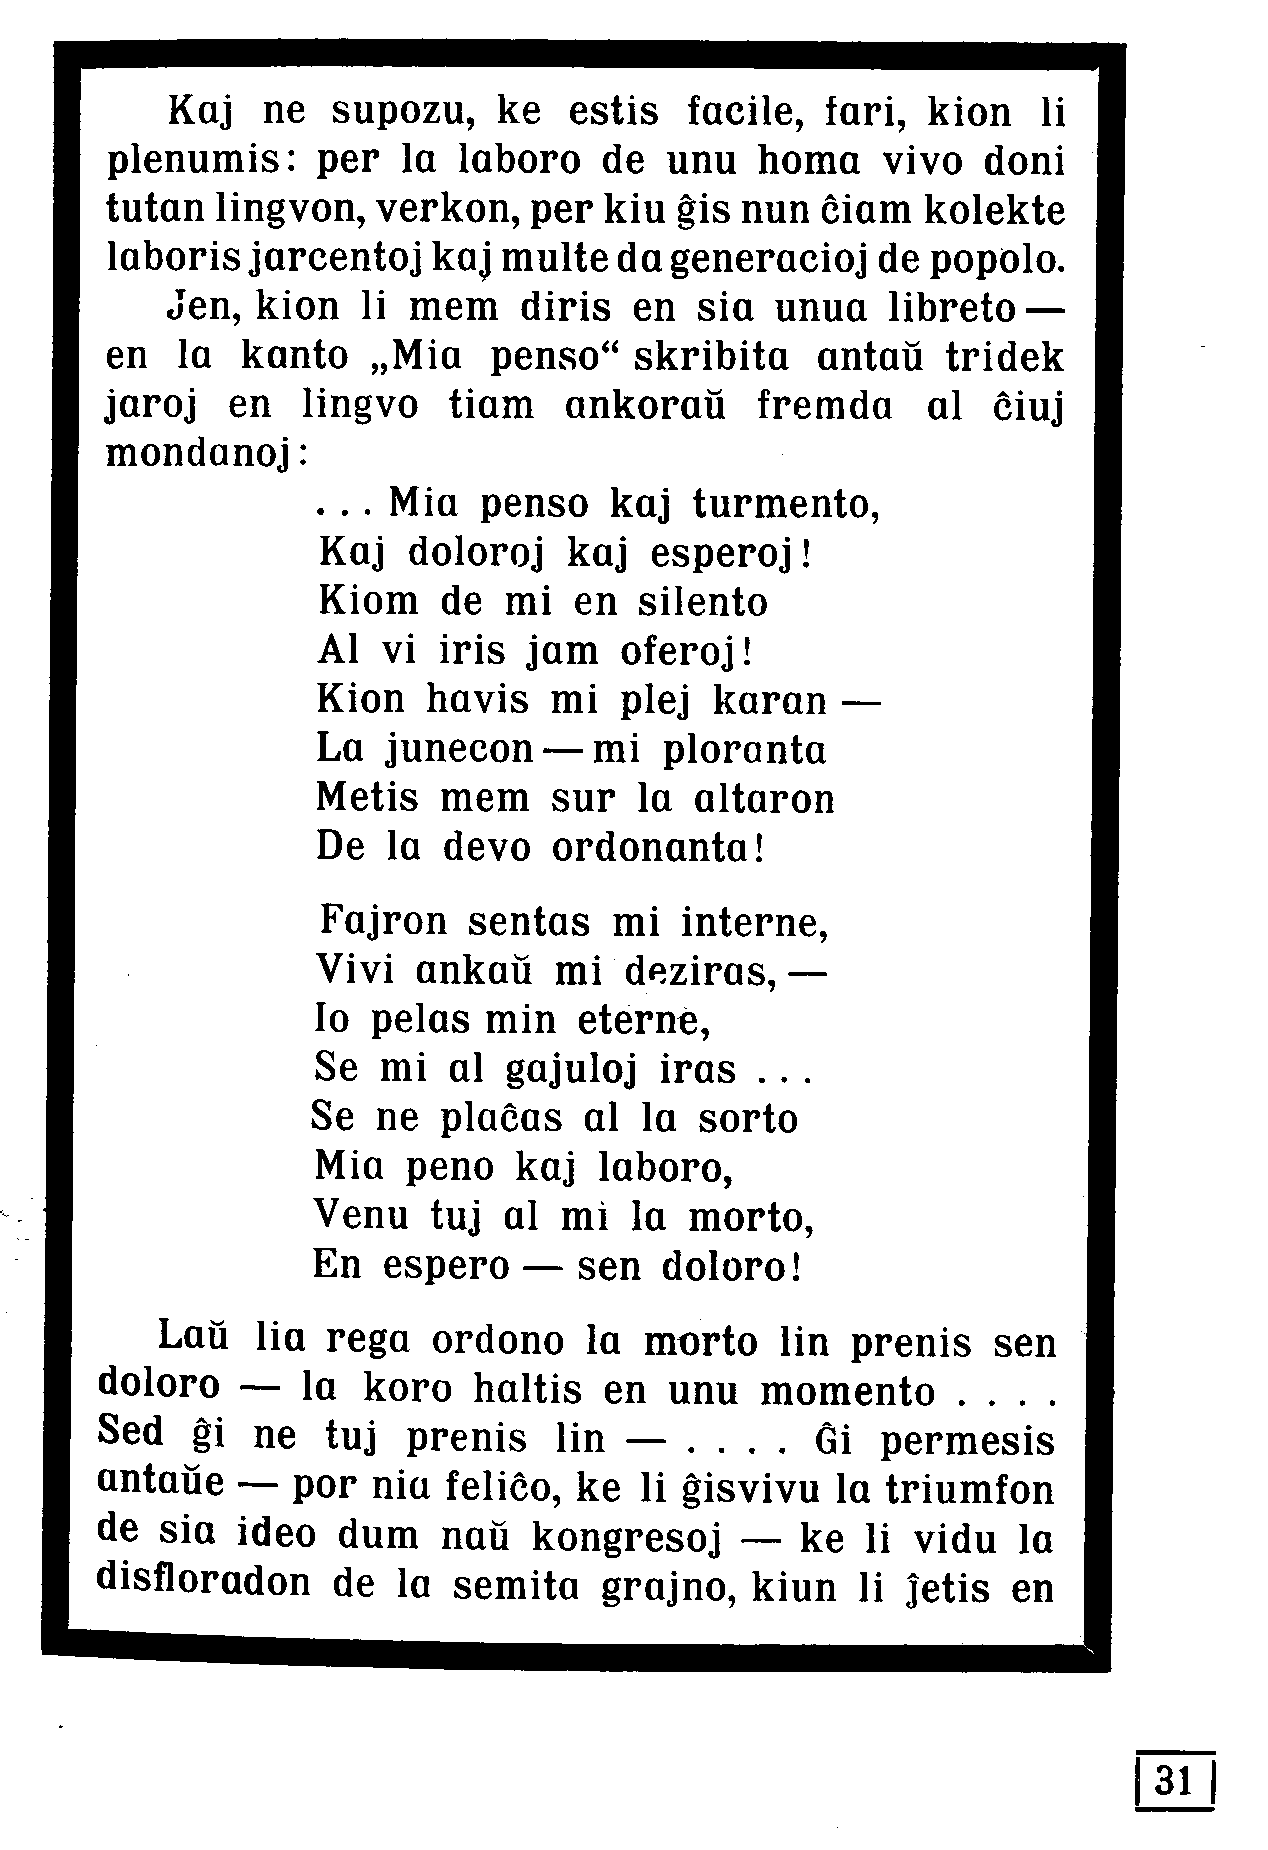 Kaj ne supozu, ke estis facile, fari, kion li
plenumis: per la laboro de unu homa vivo doni
tutan lingvon, verkon, per kiu ĝis nun ĉiam kolekte
laboris jarcentoj kaj multe da generacioj de popolo.
Jen, kion li mem diris en sia unua libreto —
en la kanto „Mia penso“ skribita antaŭ tridek
jaroj en lingvo tiam ankoraŭ fremda al ĉiuj
mondanoj:
... Mia penso kaj turmento,
Kaj doloroj kaj esperoj!
Kiom de mi en silento
Al vi iris jam oferoj!
Kion havis mi plej karan —
La junecon — mi ploranta
Metis mem sur la altaron
De la devo ordonanta!
Fajron sentas mi interne,
Vivi ankaŭ mi deziras, —
Io pelas min eterne,
Se mi al gajuloj iras ...
Se ne plaĉas al la sorto
Mia peno kaj laboro,
Venu tuj al mi la morto,
En espero — sen doloro!
Laŭ lia rega ordono la morto lin prenis sen
doloro — la koro haltis en unu momento ....
Sed ĝi ne tuj prenis lin — .... Ĝi permesis
antaŭe — por nia feliĉo, ke li ĝisvivu la triumfon
de sia ideo dum naŭ kongresoj — ke li vidu la
disfloradon de la semita grajno, kiun li ĵetis en
31